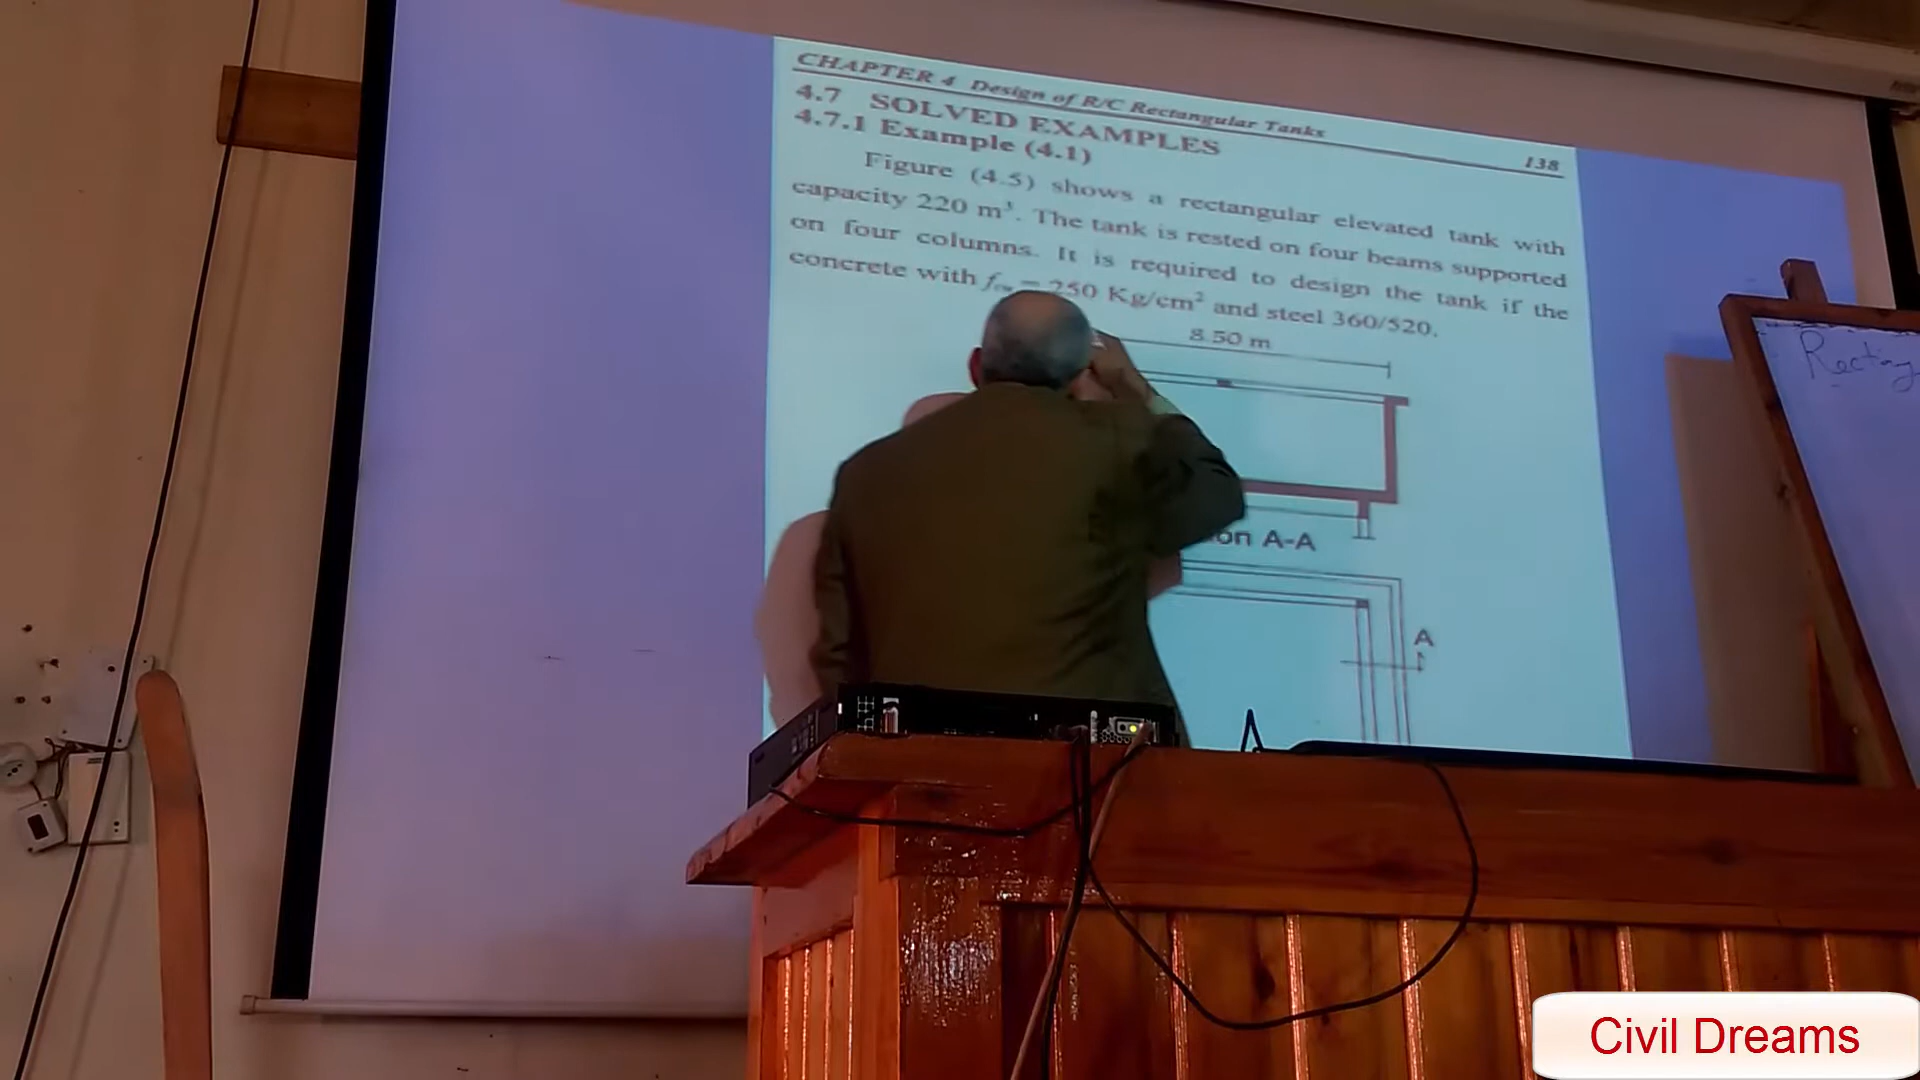 CHAPTER 4 Design of R/C Rectangular Tanks
138
4.7 SOLVED EXAMPLES
4.7.1 Example (4.1)
Figure (4.5) shows a rectangular elevated tank with
capacity 220 m³. The tank is rested on four beams supported
on four columns. It is required to design the tank if the
concrete with = 250 Kg/cm² and steel 360/520.
8.50 m
on A-A
A
Rectang
Civil Dreams